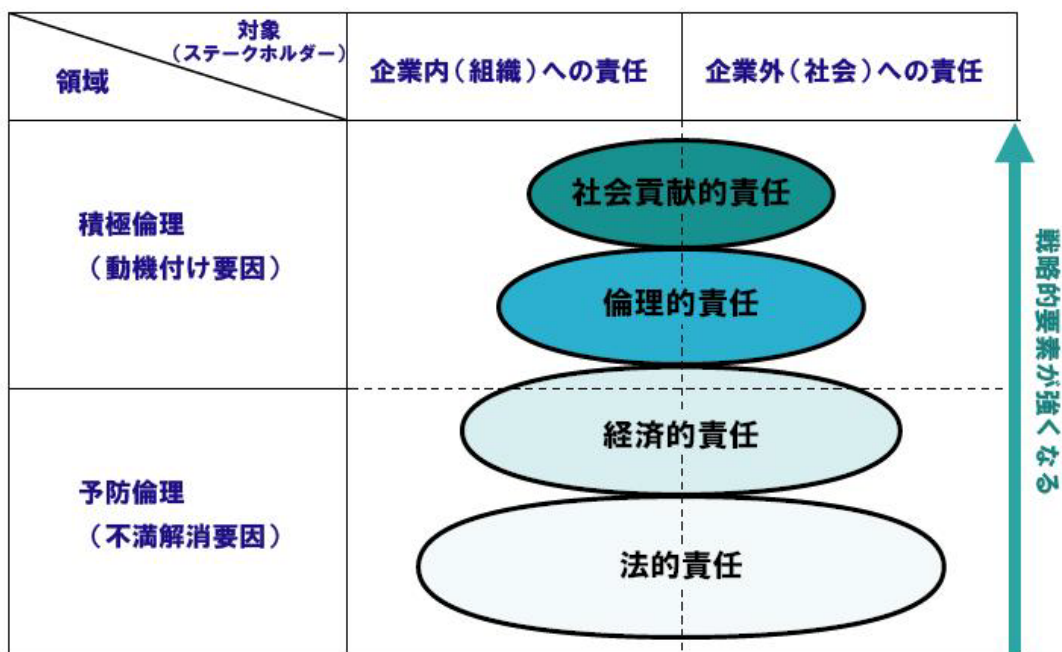 対象
(ステークホルダー)
領域
企業内(組織)への責任
企業外(社会)への責任
社会貢献的責任
積極倫理
(動機付け要因)
倫理的責任
経済的責任
予防倫理
(不満解消要因)
法的責任
戦略的要素が強くなる